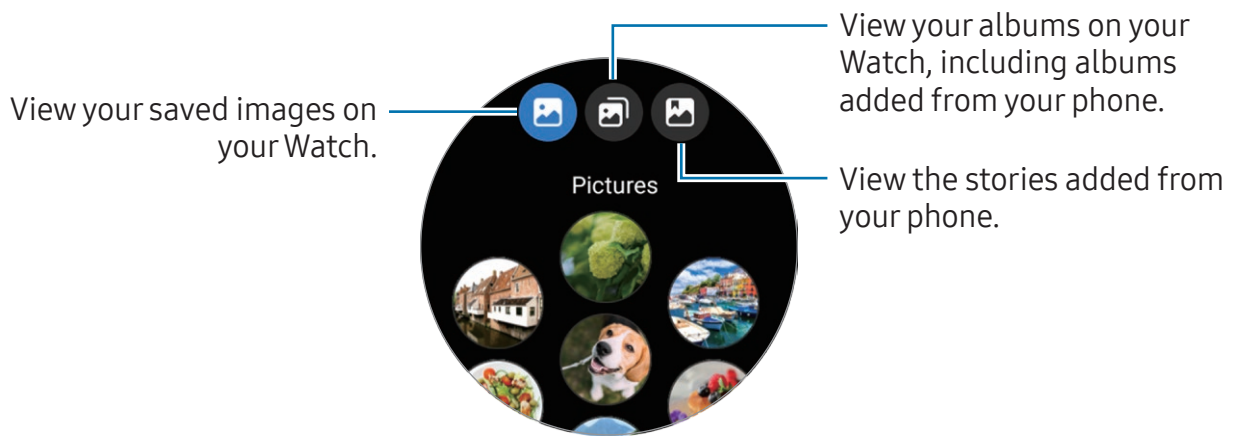 View your saved images on
your Watch.
View your albums on your
Watch, including albums
added from your phone.
View the stories added from
your phone.
Pictures